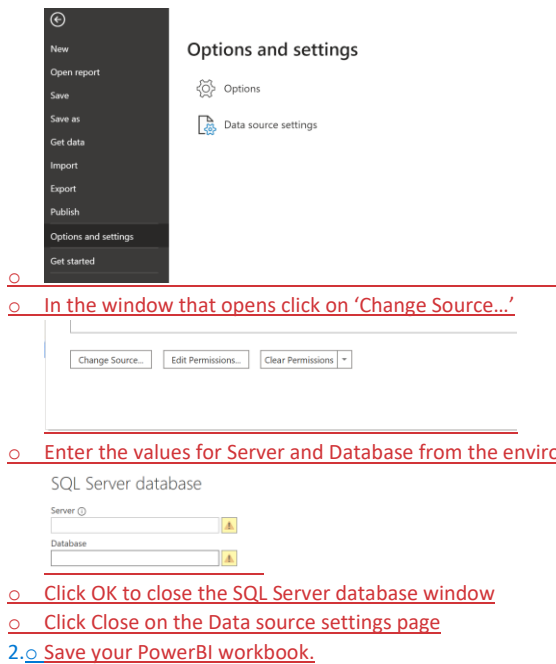 New
Options and settings
Open report
Options
Save
Save as
Data source settings
Get data
Import
Export
Publish
Options and settings
Get started
o
o In the window that opens click on ‘Change Source…’
Change Source... Edit Permissions... Clear Permissions
o Enter the values for Server and Database from the
SQL Server database
Server
Database
o Click OK to close the SQL Server database window
o Click Close on the Data source settings page
2.o Save your PowerBI workbook.